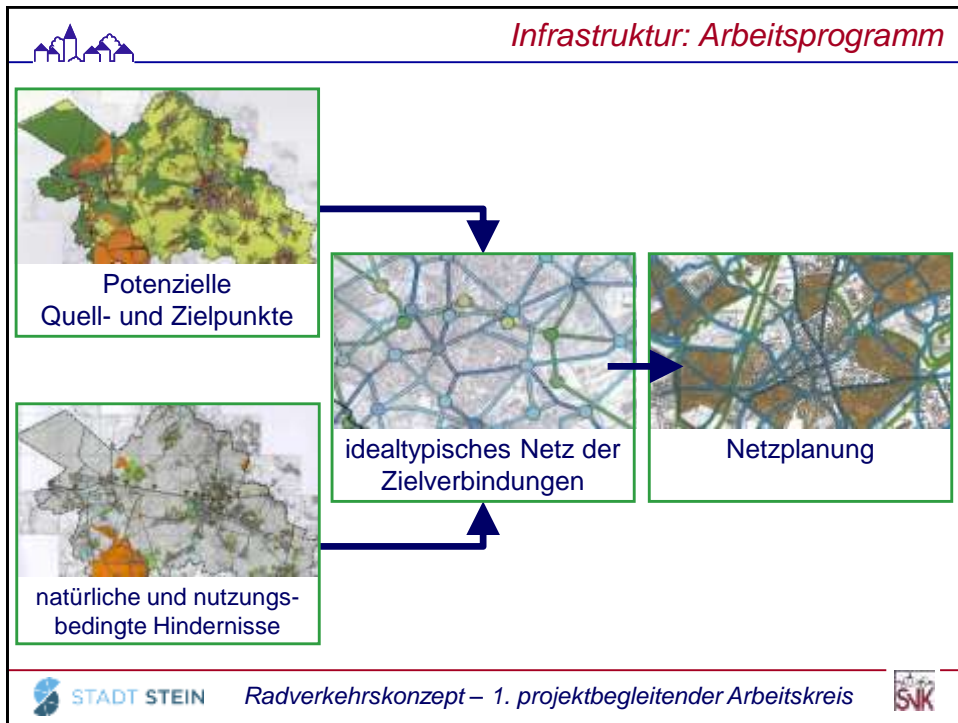 Infrastruktur: Arbeitsprogramm
Potenzielle
Quell- und Zielpunkte
natürliche und nutzungs-
bedingte Hindernisse
idealtypisches Netz der
Zielverbindungen
Netzplanung
STADT STEIN
Radverkehrskonzept – 1. projektbegleitender Arbeitskreis
SVK